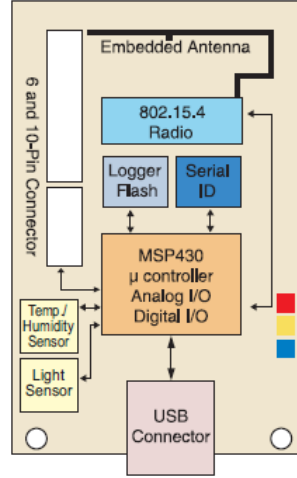 Embedded Antenna
6 and 10-Pin Connector
802.15.4
Radio
Logger
Flash
Serial
ID
MSP430
μ controller
Analog I/O
Digital I/O
Temp./
Humidity
Sensor
Light
Sensor
USB
Connector